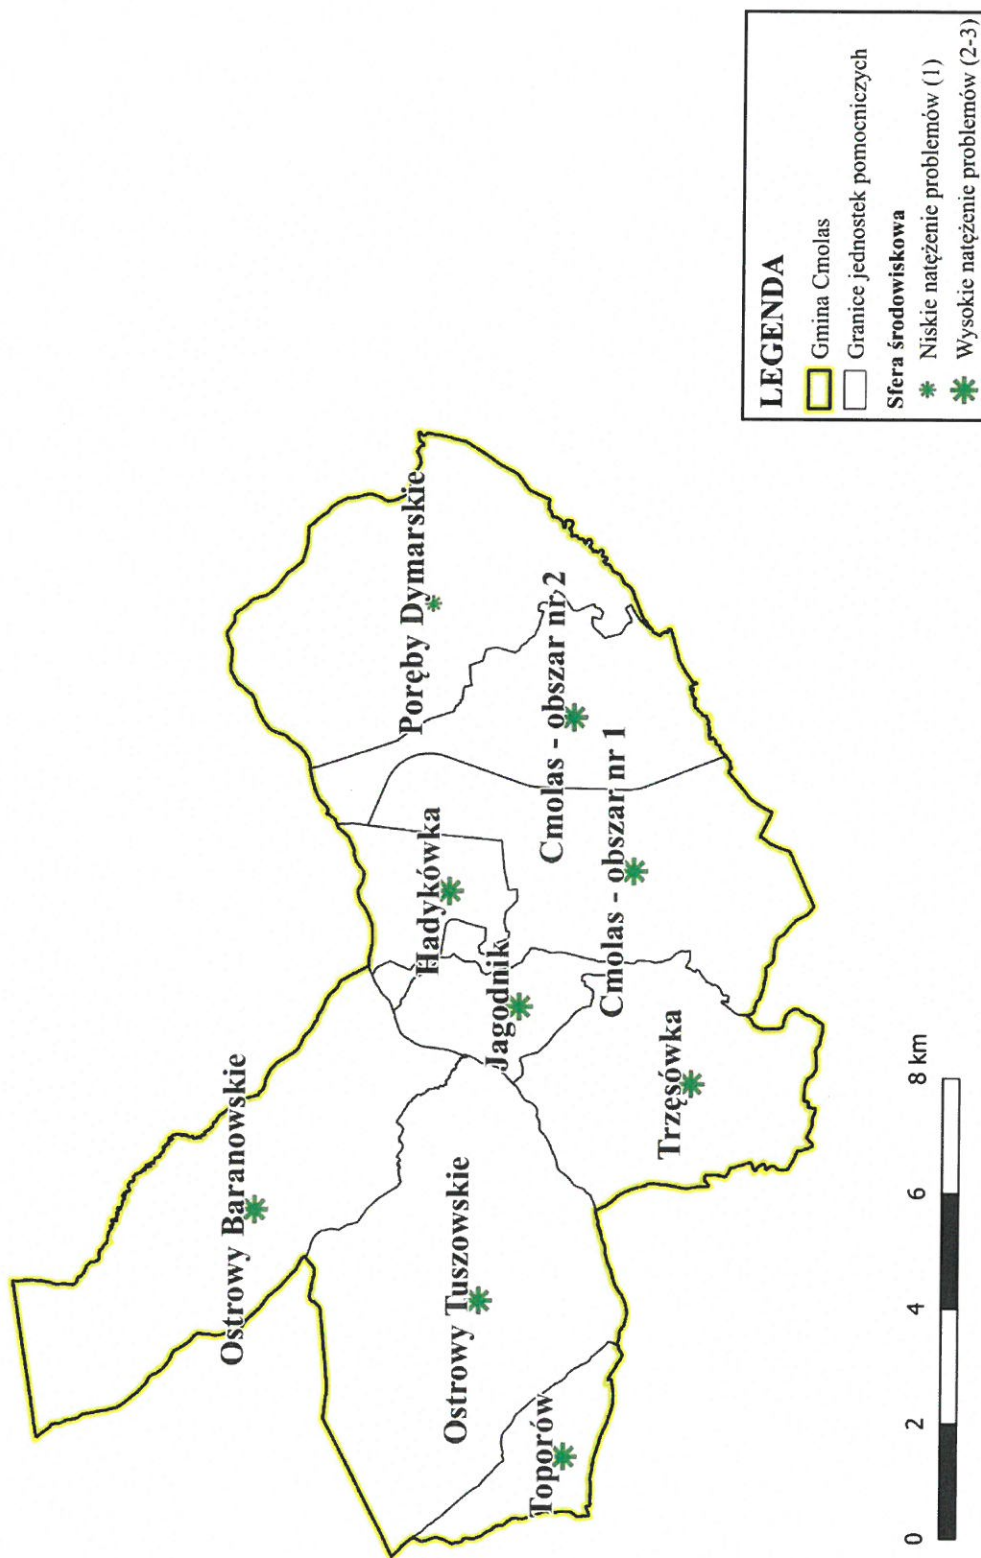 Ostrowy Baranowskie
Poręby Dymarskie
Hadykówka
Ostrowy Tuszowskie
Jagodnik
Cmolas - obszar nr 2
Toporów
Cmolas - obszar nr 1
Trzęsówka
0 2 4 6 8 km
LEGENDA
Gmina Cmolas
Granice jednostek pomocniczych
Sfera środowiskowa
Niskie natężenie problemów (1)
Wysokie natężenie problemów (2-3)